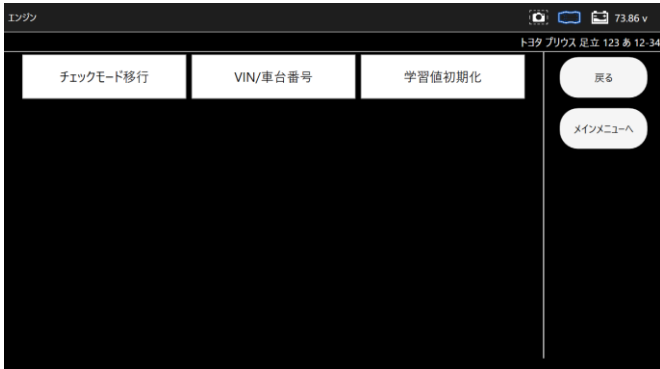 エンジン
73.86 v
トヨタ プリウス 足立 123 あ 12-34
チェックモード移行
VIN/車台番号
学習値初期化
戻る
メインメニューへ